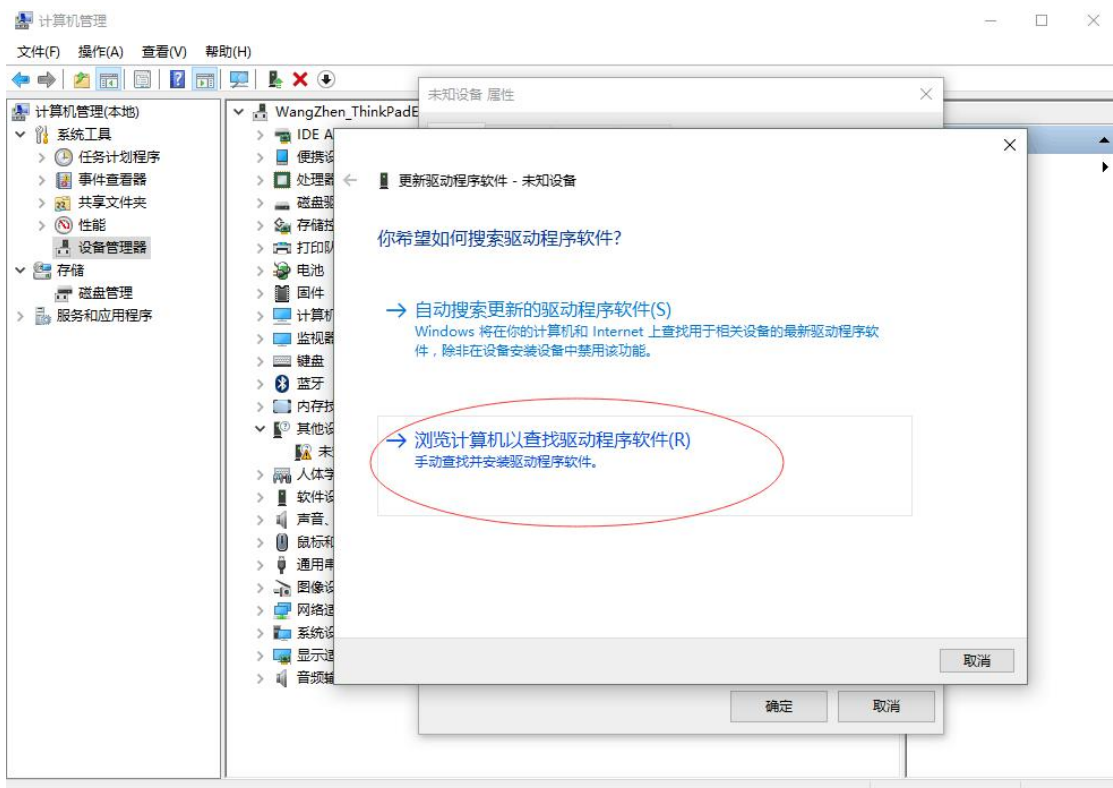 计算机管理
文件(F) 操作(A) 查看(V) 帮助(H)
计算机管理(本地)
系统工具
任务计划程序
事件查看器
共享文件夹
性能
设备管理器
存储
磁盘管理
服务和应用程序
WangZhen_ThinkPadE
IDE A
便携设
处理器
磁盘驱
存储控
打印队
电池
固件
计算机
监视器
键盘
蓝牙
内存技
其他设
未
人体学
软件设
声音、
鼠标和
通用串
图像设
网络适
系统设
显示适
音频输
未知设备 属性
更新驱动程序软件 - 未知设备
你希望如何搜索驱动程序软件?
自动搜索更新的驱动程序软件(S)
Windows 将在你的计算机和 Internet 上查找用于相关设备的最新驱动程序软
件，除非在设备安装设备中禁用该功能。
浏览计算机以查找驱动程序软件(R)
手动查找并安装驱动程序软件。
取消
确定 取消